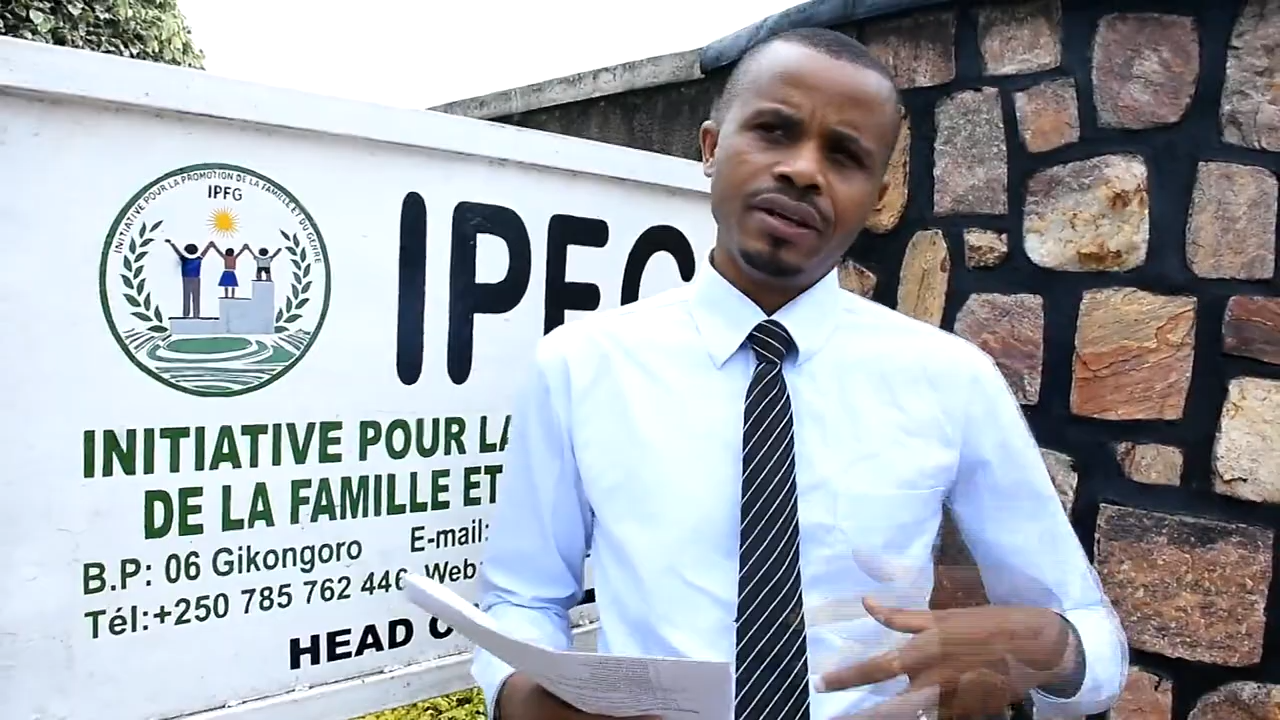 INITIATIVE POUR LA PROMOTION DE LA FAMILLE ET DU GENRE
IPFG
IPFG
INITIATIVE POUR LA
DE LA FAMILLE ET
B.P: 06 Gikongoro E-mail:
Tél:+250 785 762 446 Web:
HEAD